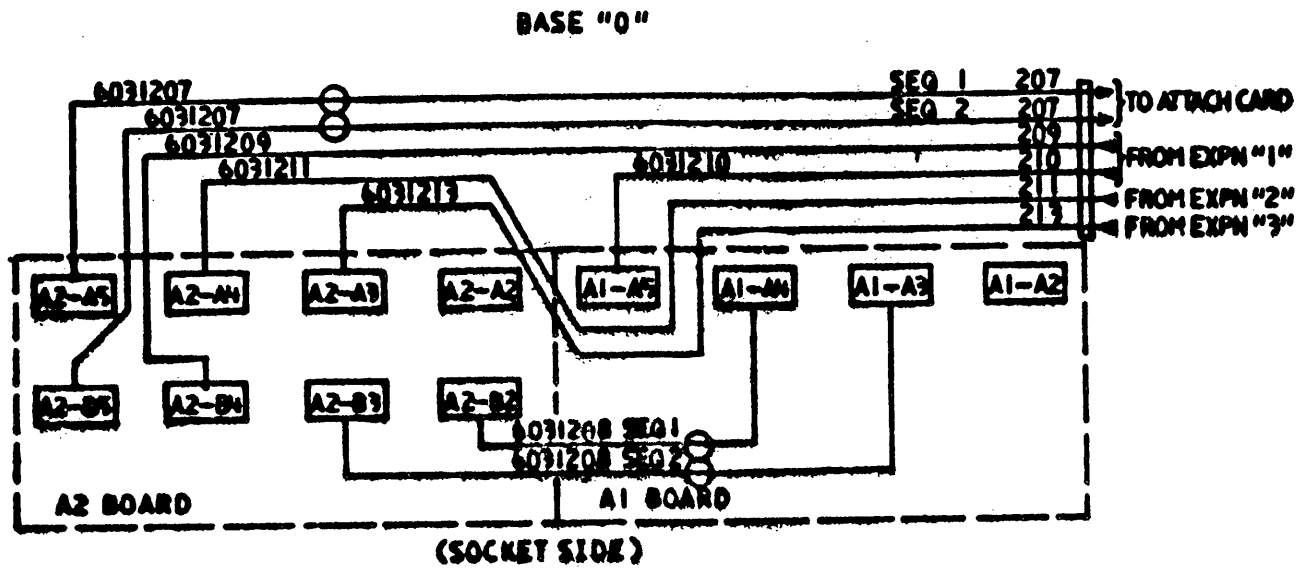 BASE "0"
6031207
SEQ 1 207
TO ATTACH CARD
6031207
SEQ 2 207
6031209
209
FROM EXPN "1"
6031211
6031210
210
6031213
211
FROM EXPN "2"
213
FROM EXPN "3"
A2-A5
A2-A4
A2-A3
A2-A2
A1-A5
A1-A4
A1-A3
A1-A2
A2-B5
A2-B4
A2-B3
A2-B2
6031208 SEQ1
6031208 SEQ2
A2 BOARD
A1 BOARD
(SOCKET SIDE)